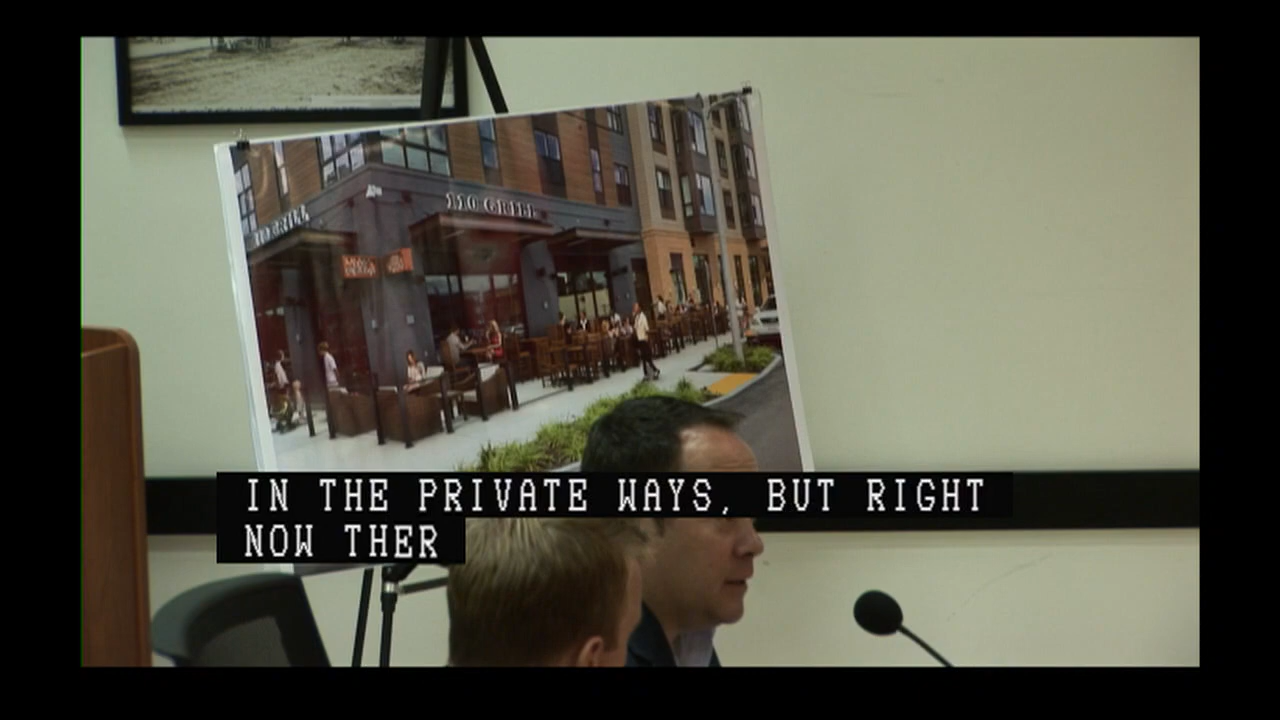 110 GRILL
110 GRILL
IN THE PRIVATE WAYS, BUT RIGHT
NOW THER